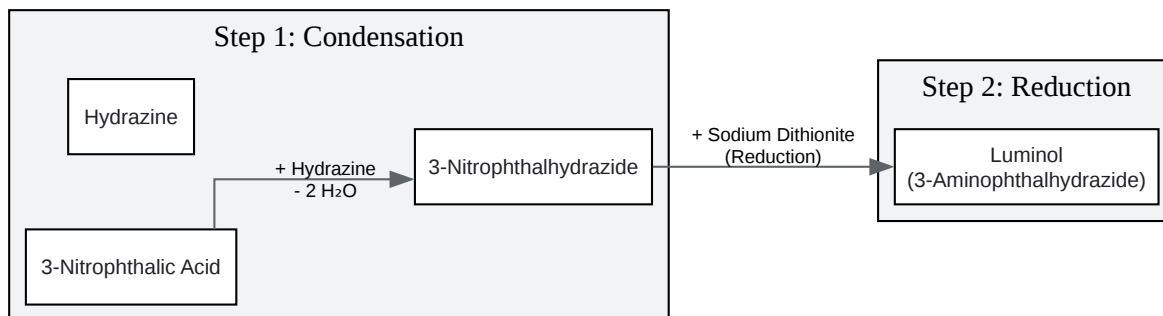 Step 1: Condensation
Hydrazine
3-Nitrophthalic Acid
+ Hydrazine
- 2 H₂O
3-Nitrophthalhydrazide
+ Sodium Dithionite
(Reduction)
Step 2: Reduction
Luminol
(3-Aminophthalhydrazide)